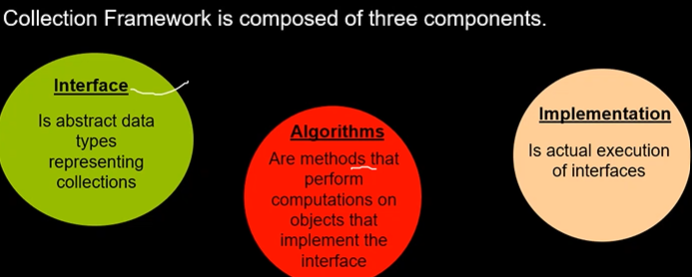 Collection Framework is composed of three components.
Interface
Is abstract data
types
representing
collections
Algorithms
Are methods that
perform
computations on
objects that
implement the
interface
Implementation
Is actual execution
of interfaces